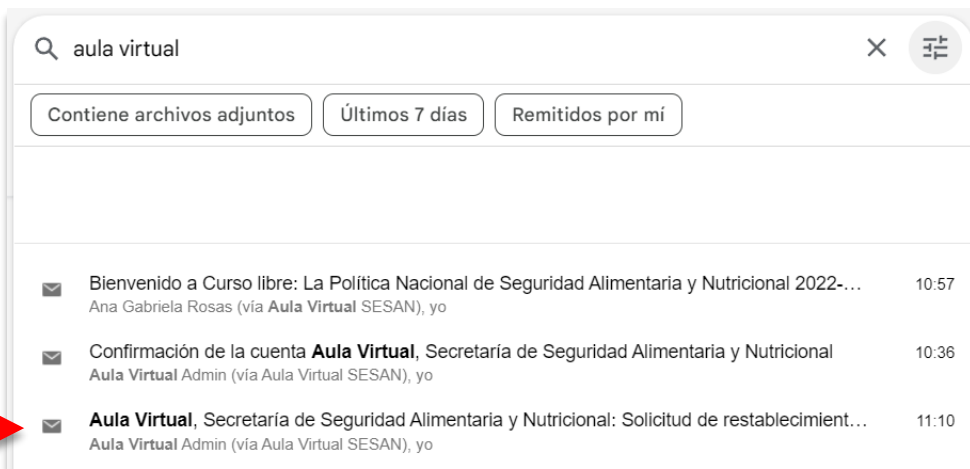 aula virtual
Contiene archivos adjuntos Últimos 7 días Remitidos por mí
Bienvenido a Curso libre: La Política Nacional de Seguridad Alimentaria y Nutricional 2022-… 10:57
Ana Gabriela Rosas (vía Aula Virtual SESAN), yo
Confirmación de la cuenta Aula Virtual, Secretaría de Seguridad Alimentaria y Nutricional 10:36
Aula Virtual Admin (vía Aula Virtual SESAN), yo
Aula Virtual, Secretaría de Seguridad Alimentaria y Nutricional: Solicitud de restablecimient… 11:10
Aula Virtual Admin (vía Aula Virtual SESAN), yo